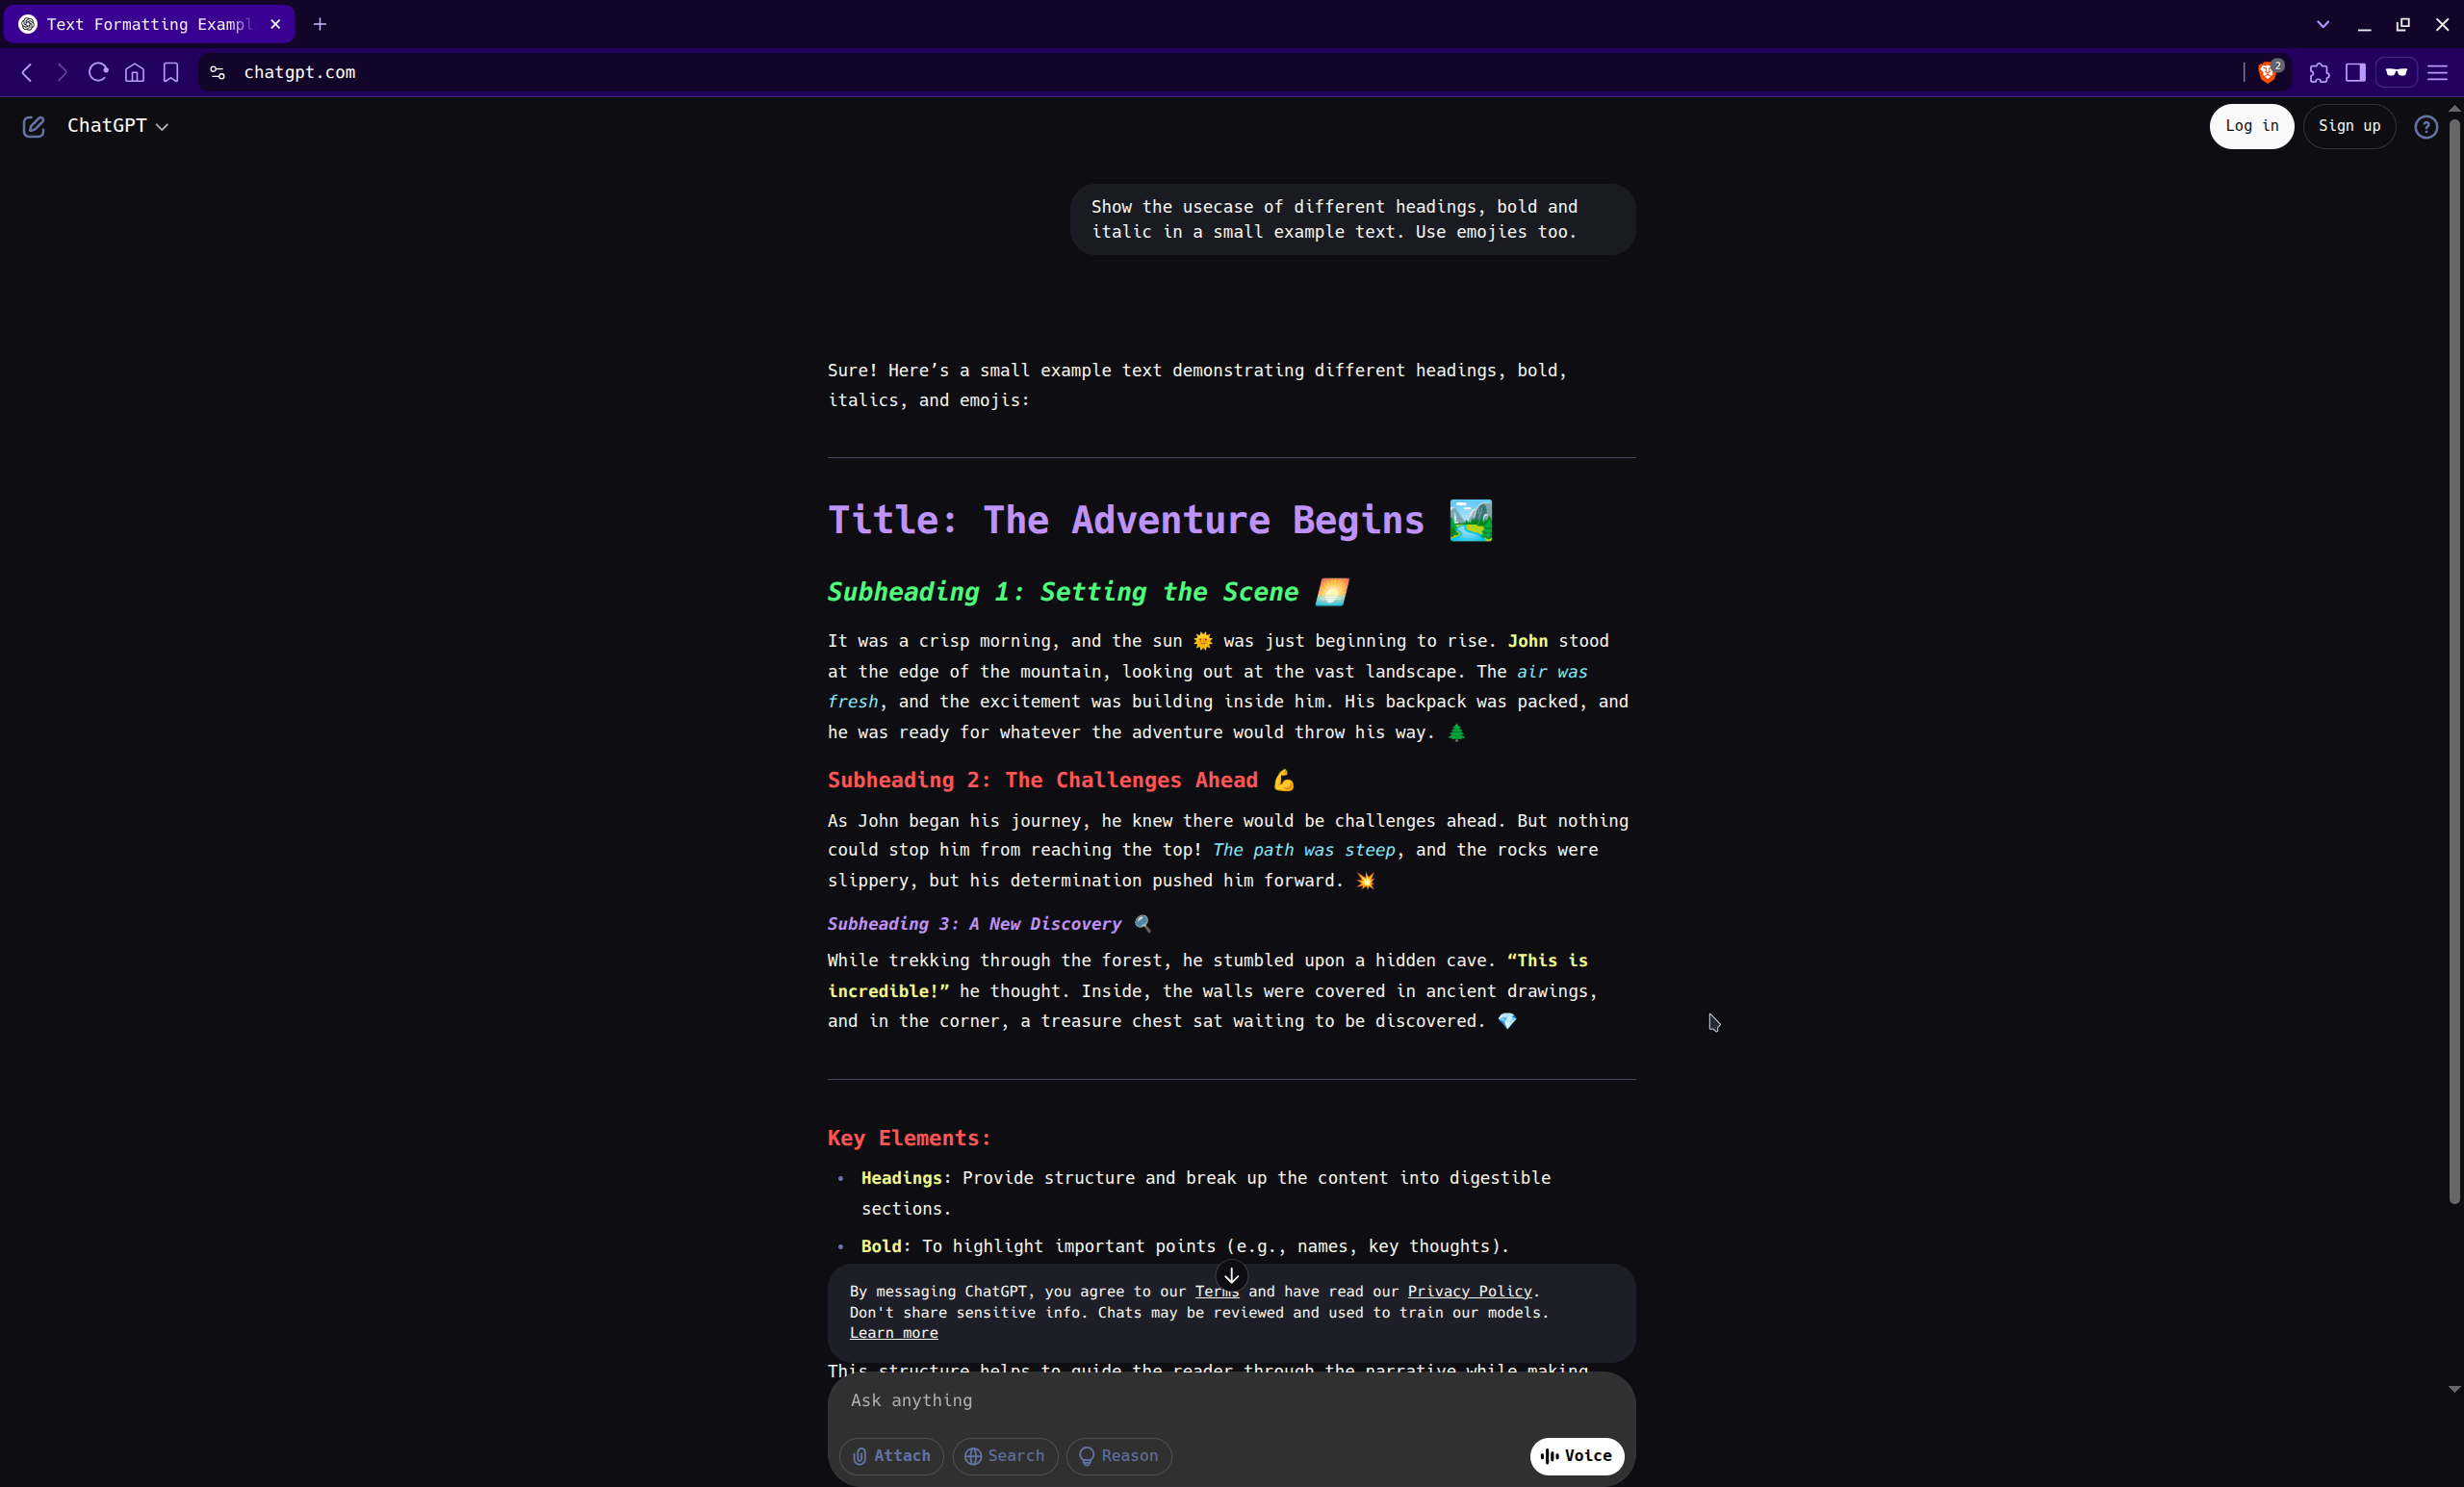 Text Formatting Exampl
chatgpt.com
2
ChatGPT
Log in
Sign up
Show the usecase of different headings, bold and
italic in a small example text. Use emojies too.
Sure! Here’s a small example text demonstrating different headings, bold,
italics, and emojis:
Title: The Adventure Begins 🏞️
Subheading 1: Setting the Scene 🌅
It was a crisp morning, and the sun 🌞 was just beginning to rise. John stood
at the edge of the mountain, looking out at the vast landscape. The air was
fresh, and the excitement was building inside him. His backpack was packed, and
he was ready for whatever the adventure would throw his way. 🌲
Subheading 2: The Challenges Ahead 💪
As John began his journey, he knew there would be challenges ahead. But nothing
could stop him from reaching the top! The path was steep, and the rocks were
slippery, but his determination pushed him forward. 💥
Subheading 3: A New Discovery 🔍
While trekking through the forest, he stumbled upon a hidden cave. “This is
incredible!” he thought. Inside, the walls were covered in ancient drawings,
and in the corner, a treasure chest sat waiting to be discovered. 💎
Key Elements:
• Headings: Provide structure and break up the content into digestible
sections.
• Bold: To highlight important points (e.g., names, key thoughts).
By messaging ChatGPT, you agree to our Terms and have read our Privacy Policy.
Don't share sensitive info. Chats may be reviewed and used to train our models.
Learn more
This structure helps to guide the reader through the narrative while making
Ask anything
Attach
Search
Reason
Voice